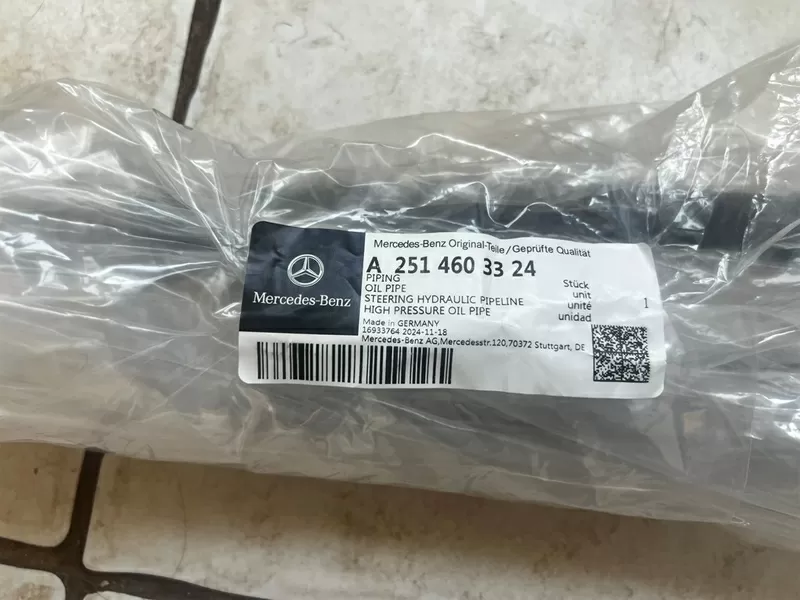 Mercedes-Benz Original-Teile/Geprüfte Qualität
Mercedes-Benz
A 251 460 33 24
PIPING
OIL PIPE
STEERING HYDRAULIC PIPELINE
HIGH PRESSURE OIL PIPE
Stück
unit
unité
unidad
1
Made in GERMANY
16933764 2024-11-18
Mercedes-Benz AG,Mercedesstr.120,70372 Stuttgart, DE